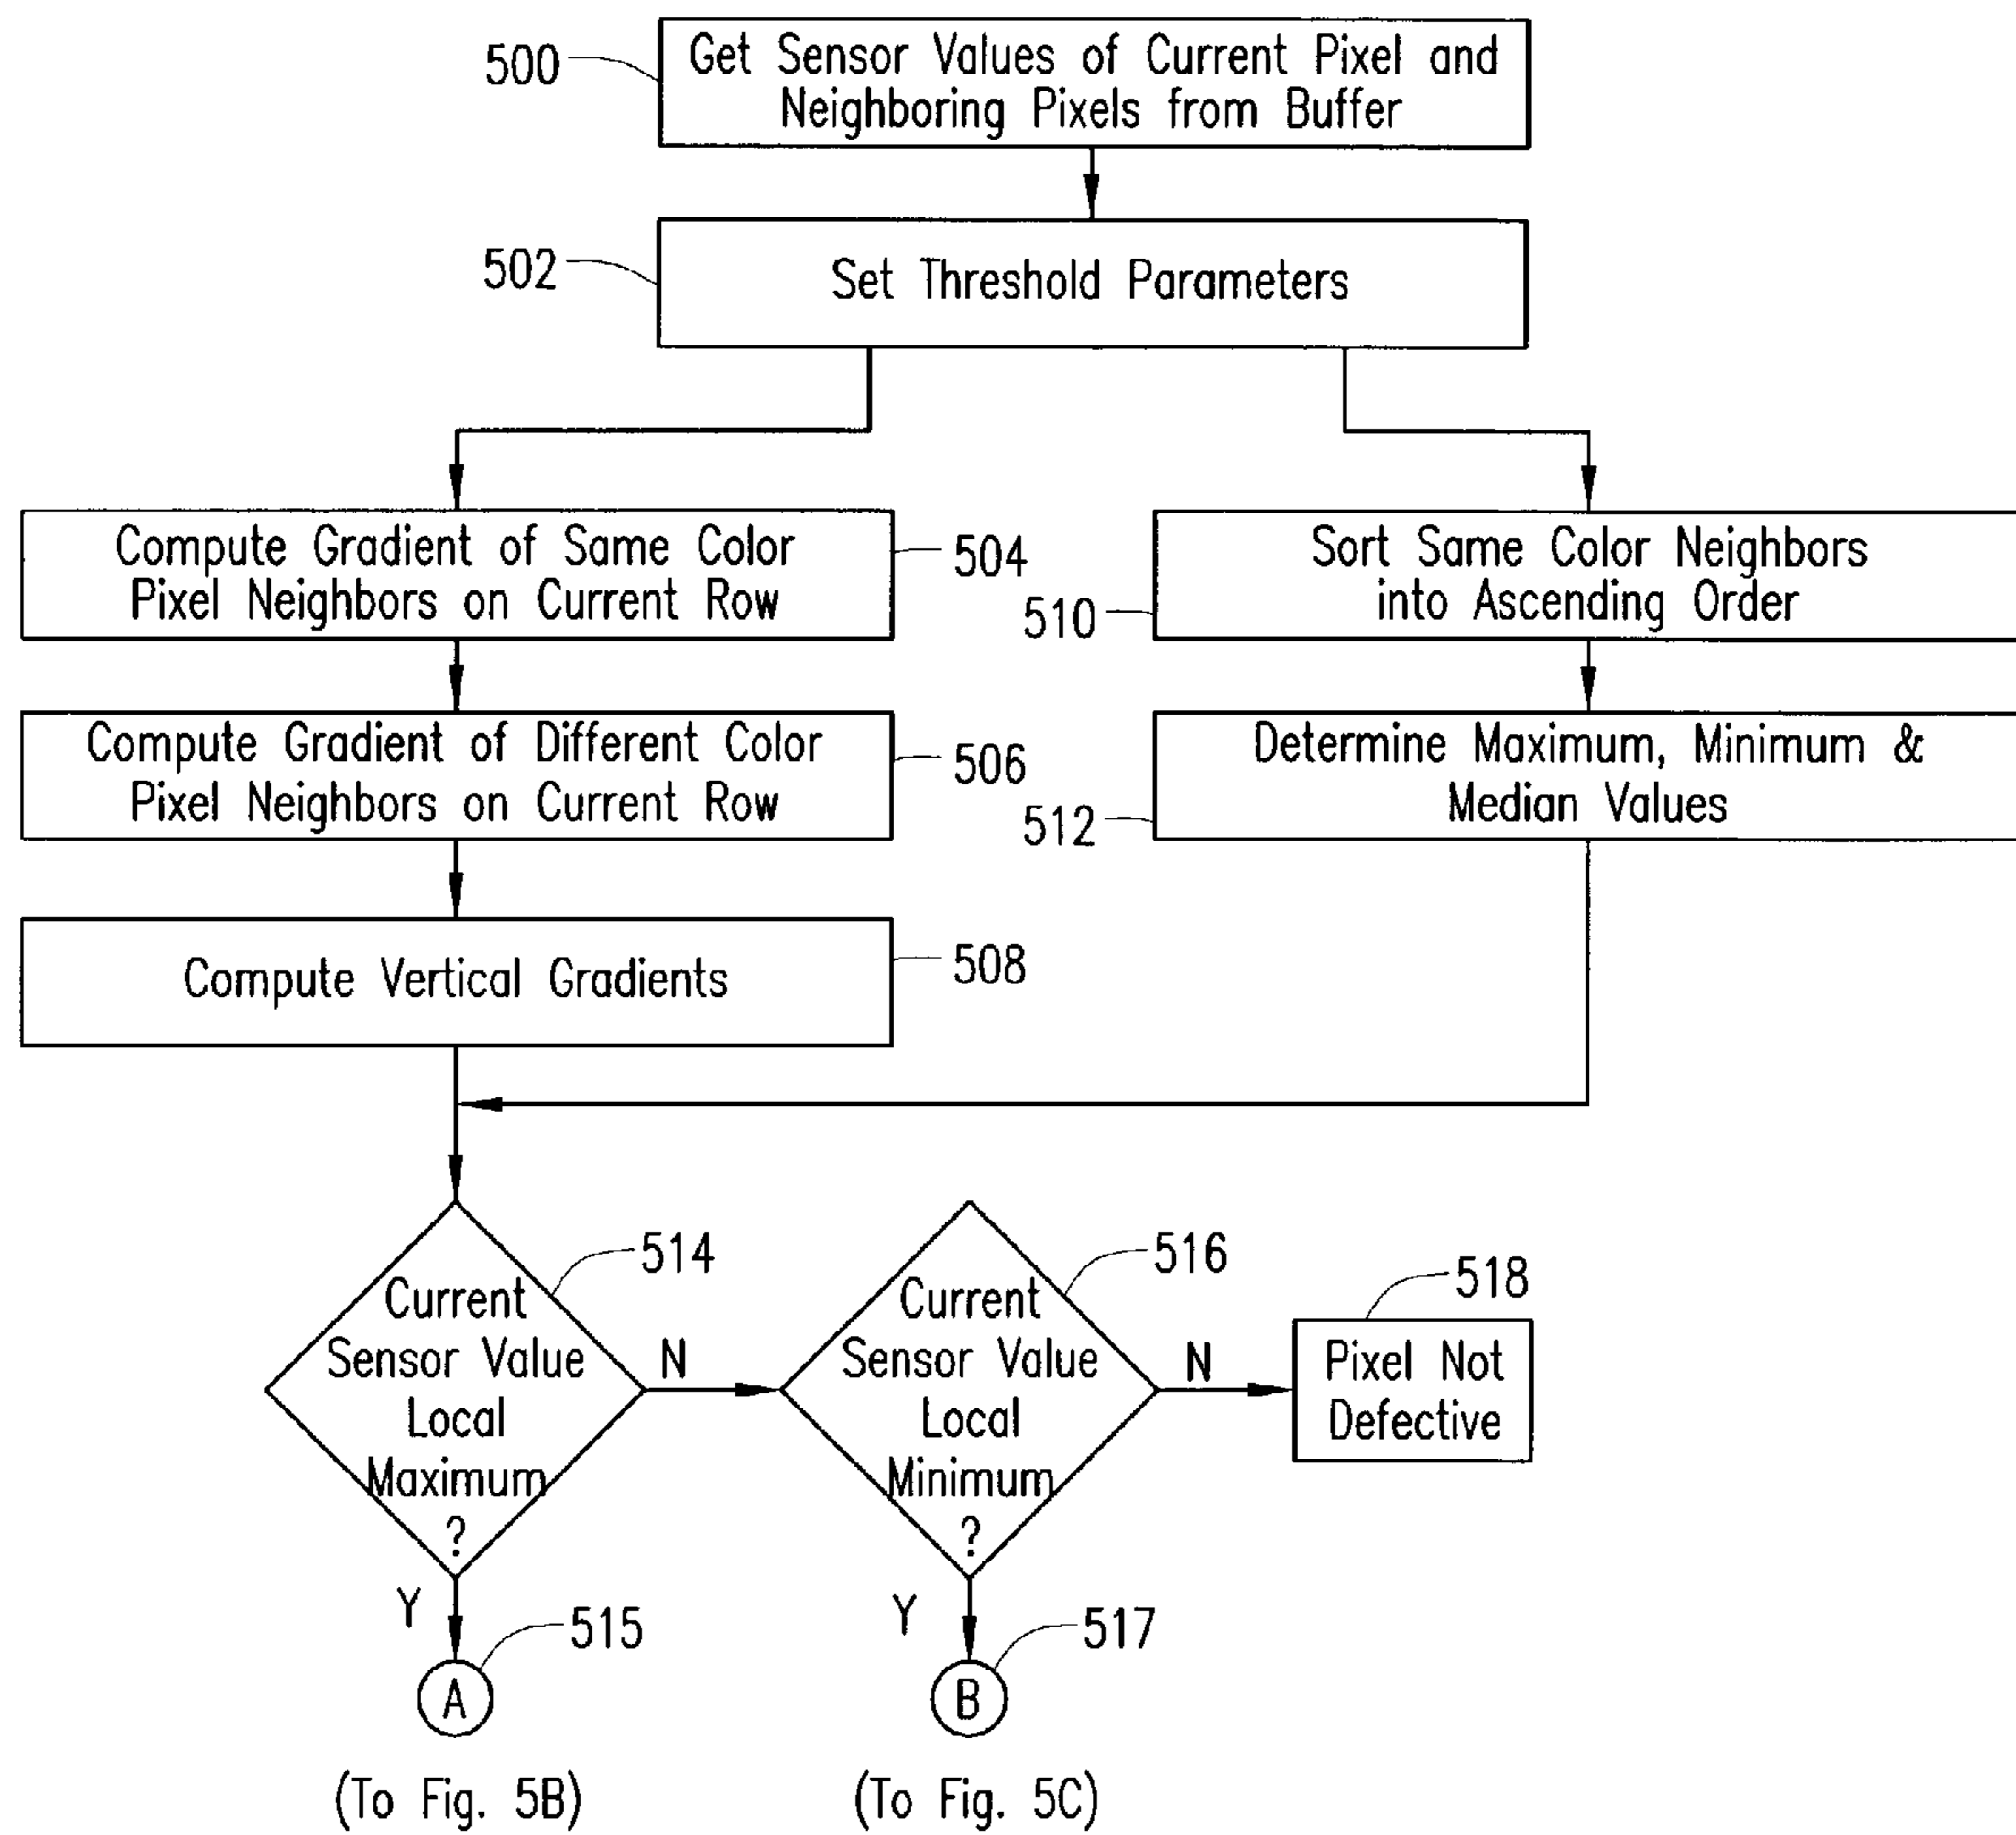 500
Get Sensor Values of Current Pixel and
Neighboring Pixels from Buffer
502
Set Threshold Parameters
Compute Gradient of Same Color
Pixel Neighbors on Current Row
504
Sort Same Color Neighbors
into Ascending Order
510
Compute Gradient of Different Color
Pixel Neighbors on Current Row
506
Determine Maximum, Minimum &
Median Values
512
Compute Vertical Gradients
508
Current
Sensor Value
Local
Maximum
?
514
N
Y
Current
Sensor Value
Local
Minimum
?
516
N
Y
518
Pixel Not
Defective
A
515
B
517
(To Fig. 5B)
(To Fig. 5C)